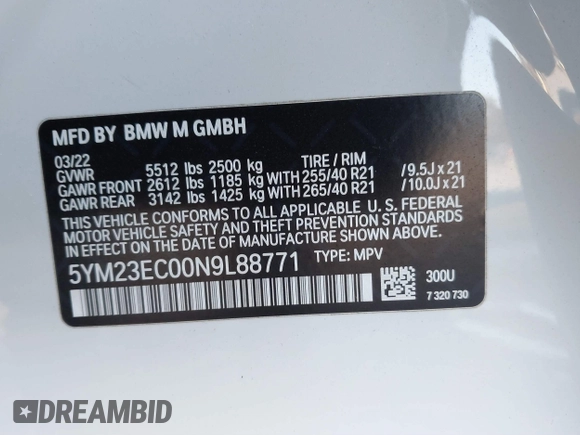 MFD BY BMW M GMBH
03/22
GVWR 5512 lbs 2500 kg TIRE / RIM
GAWR FRONT 2612 lbs 1185 kg WITH 255/40 R21 /9.5J x 21
GAWR REAR 3142 lbs 1425 kg WITH 265/40 R21 /10.0J x 21
THIS VEHICLE CONFORMS TO ALL APPLICABLE U. S. FEDERAL
MOTOR VEHICLE SAFETY AND THEFT PREVENTION STANDARDS
IN EFFECT ON THE DATE OF MANUFACTURE SHOWN ABOVE.
5YM23EC00N9L88771 TYPE: MPV
300U
7 320 730
DREAMBID